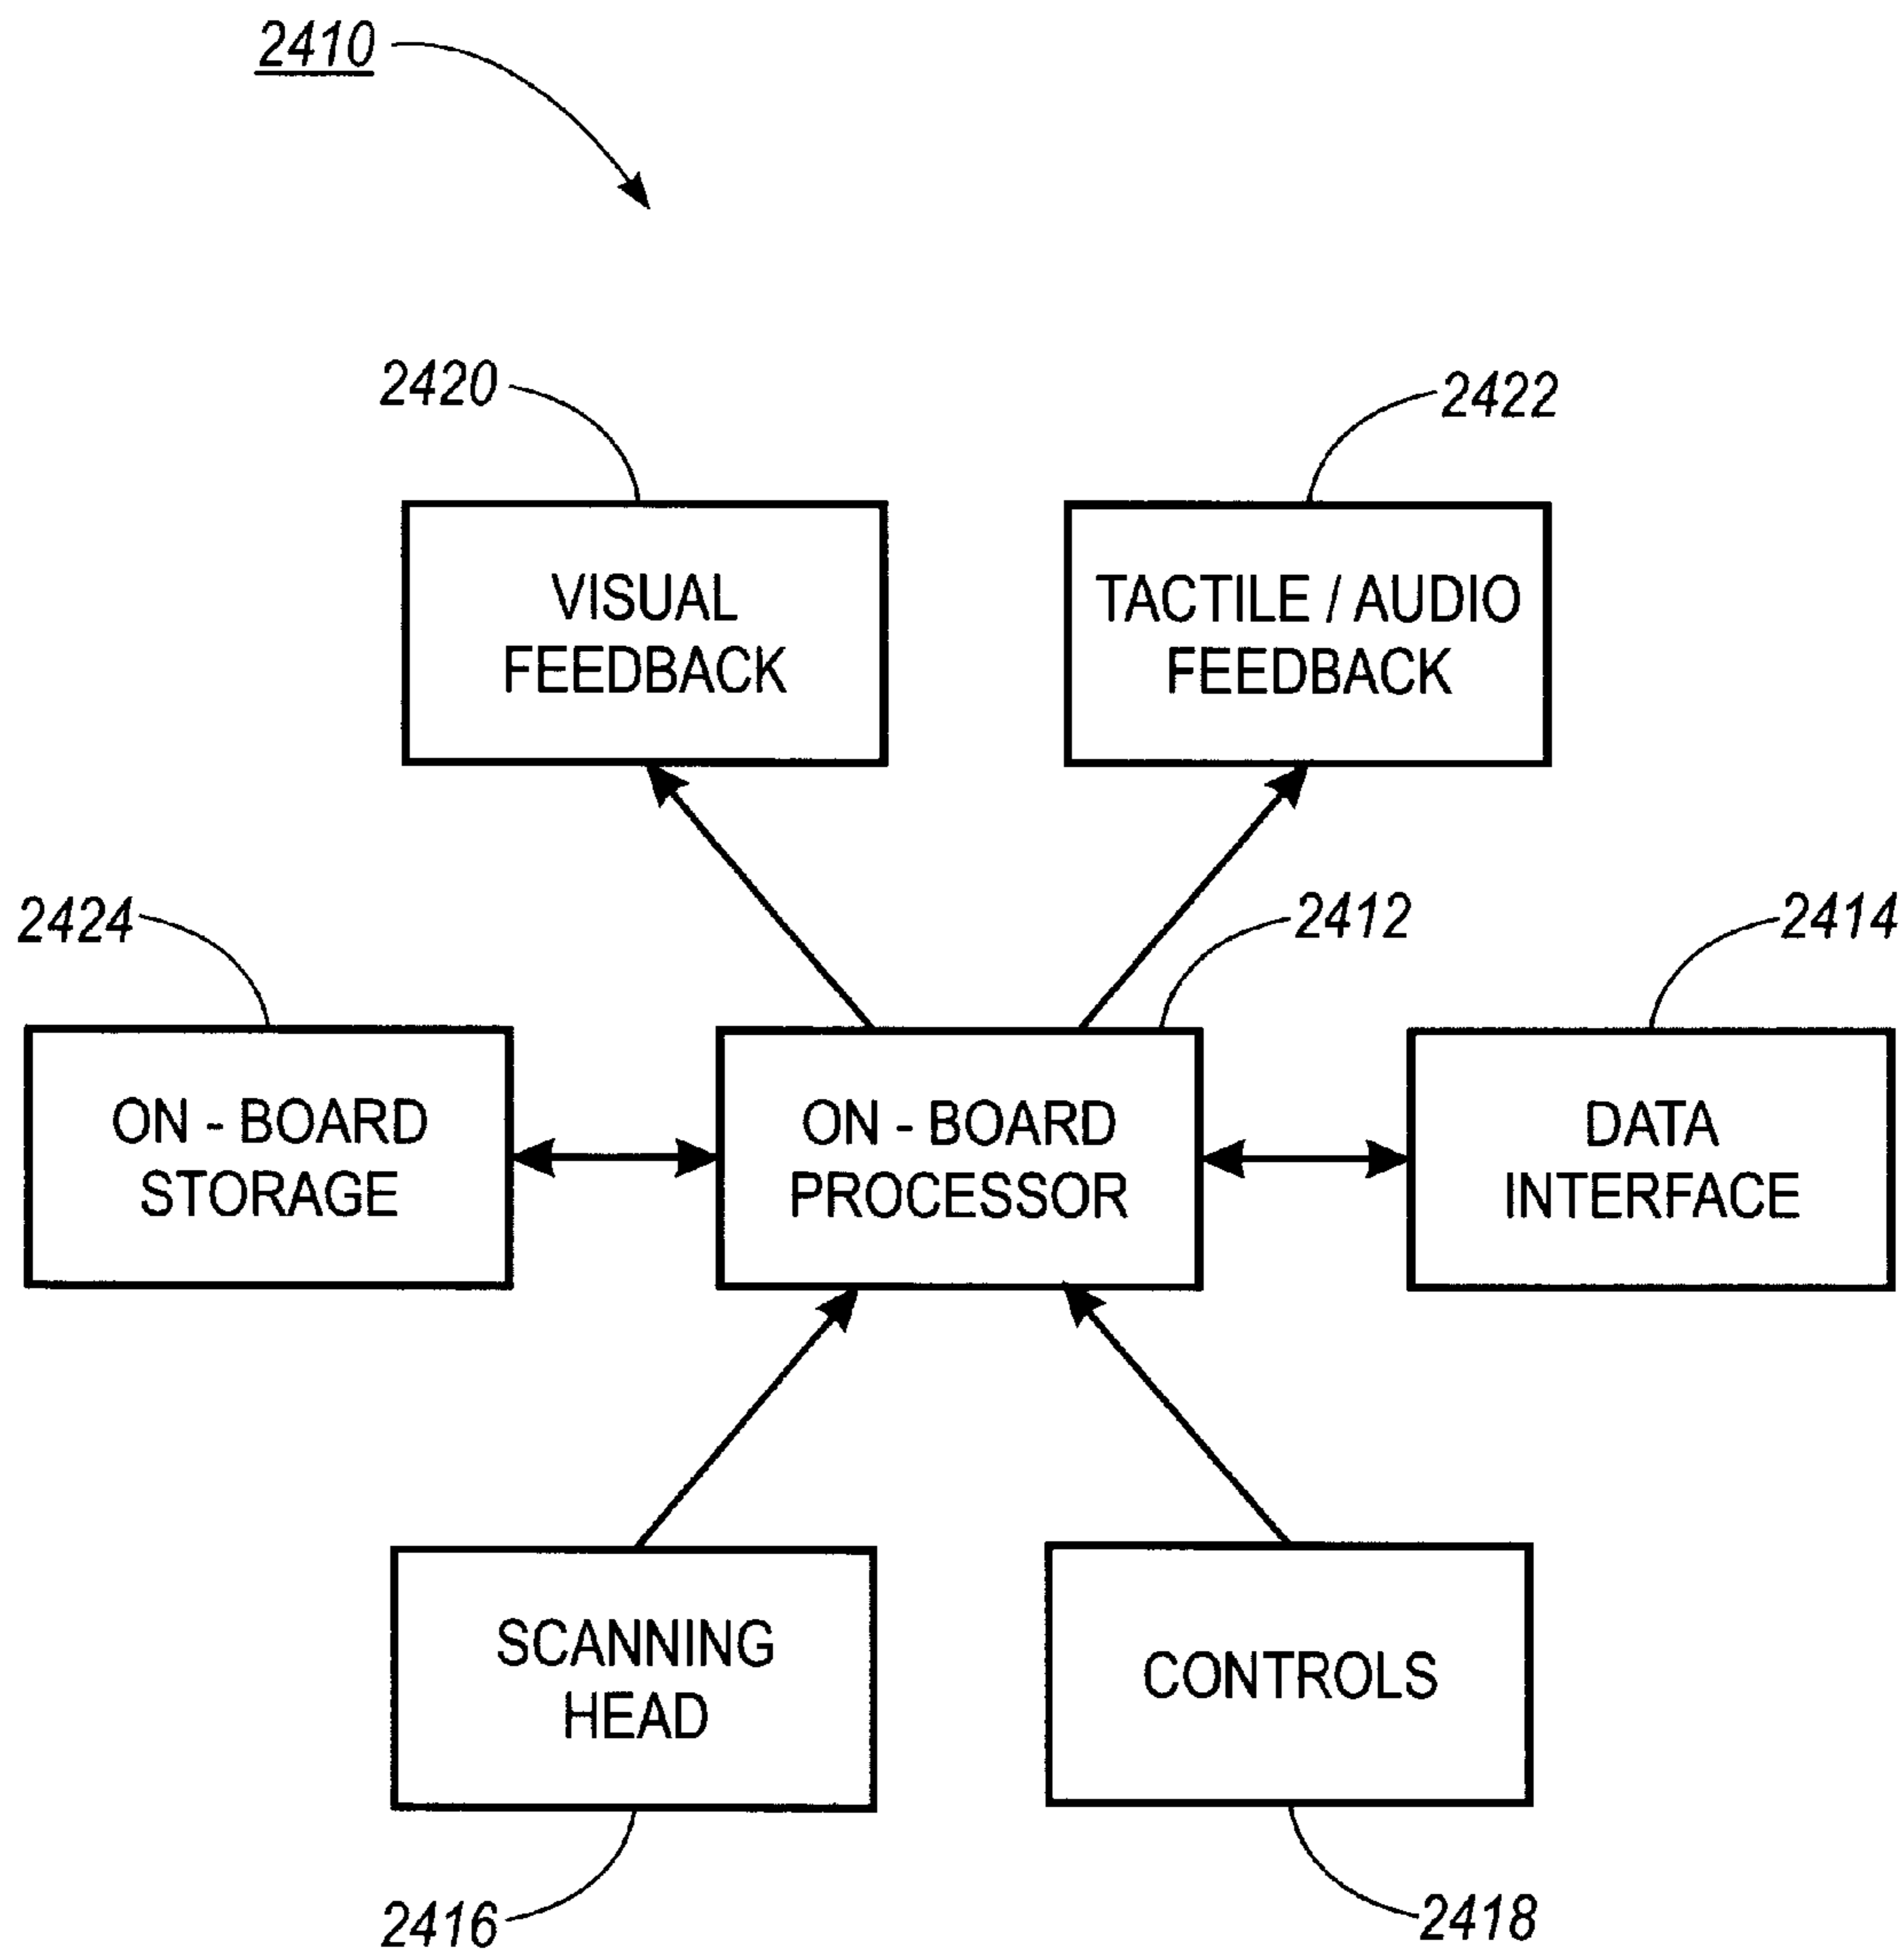 2410
2420
2422
VISUAL
FEEDBACK
TACTILE / AUDIO
FEEDBACK
2424
2412
2414
ON - BOARD
STORAGE
ON - BOARD
PROCESSOR
DATA
INTERFACE
SCANNING
HEAD
CONTROLS
2416
2418